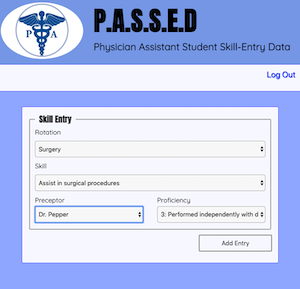 P.A.S.S.E.D
Physician Assistant Student Skill-Entry Data
P A
Log Out
Skill Entry
Rotation
Surgery
Skill
Assist in surgical procedures
Preceptor Proficiency
Dr. Pepper 3: Performed independently with d
Add Entry